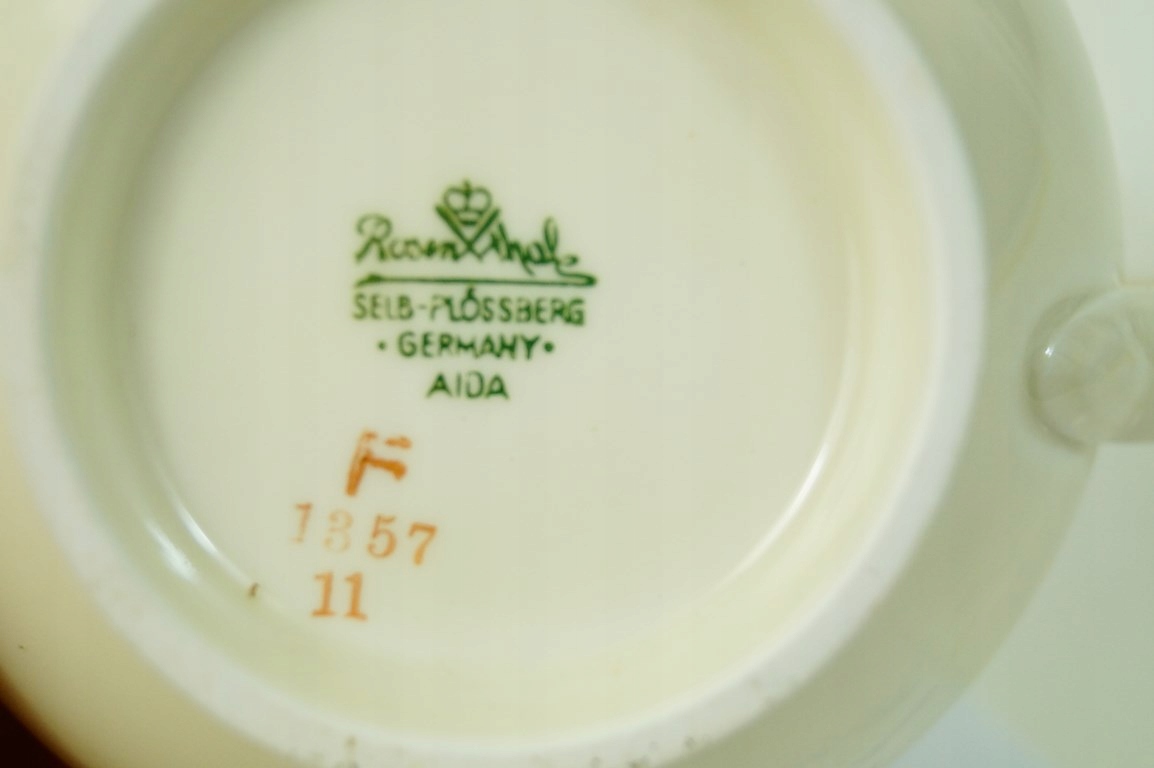 Rosenthal
SELB-PLÖSSBERG
• GERMANY •
AIDA
F
1357
11